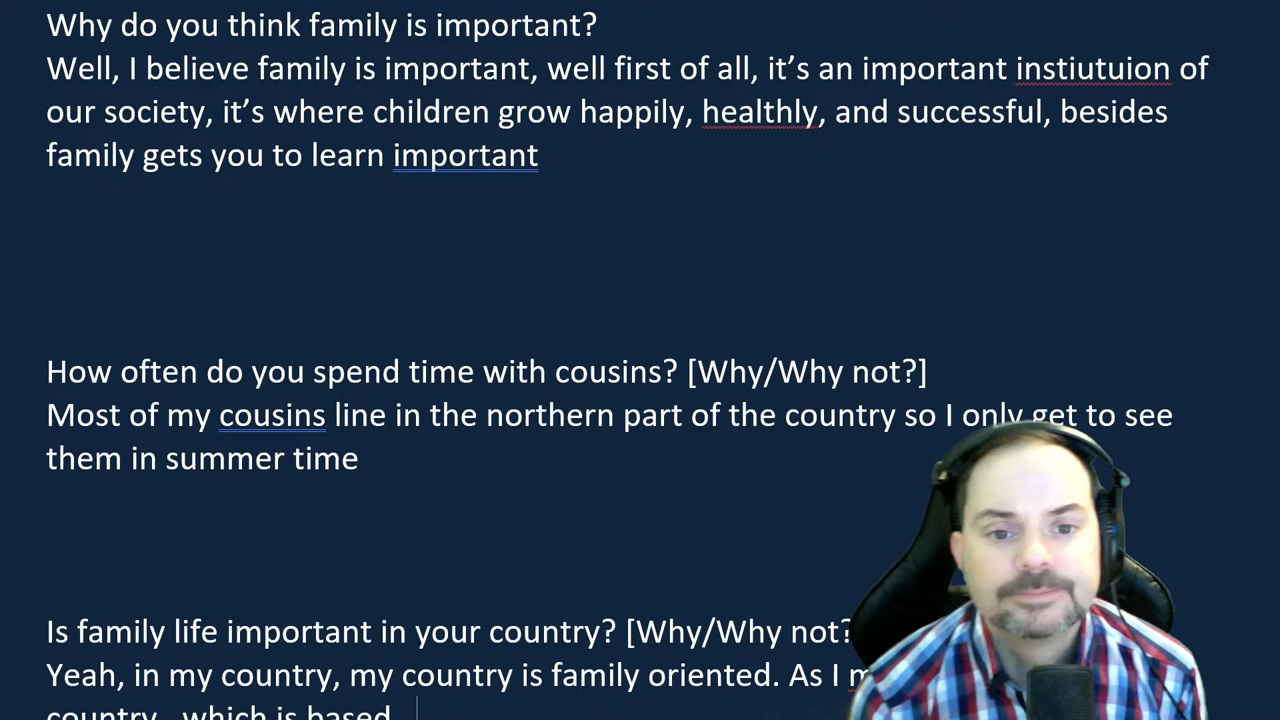 Why do you think family is important?
Well, I believe family is important, well first of all, it’s an important instiutuion of
our society, it’s where children grow happily, healthly, and successful, besides
family gets you to learn important
How often do you spend time with cousins? [Why/Why not?]
Most of my cousins line in the northern part of the country so I only get to see
them in summer time
Is family life important in your country? [Why/Why not?
Yeah, in my country, my country is family oriented. As I
country, which is based